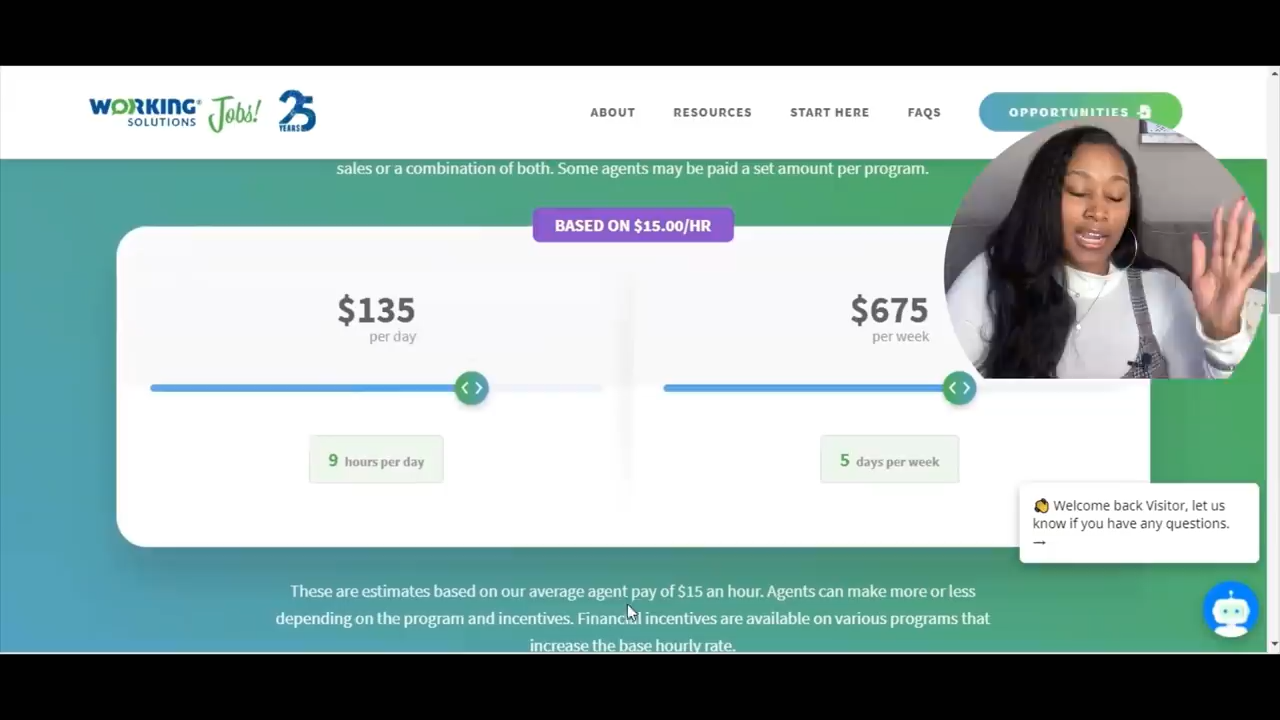 WORKING
SOLUTIONS
Jobs!
25
YEARS
ABOUT
RESOURCES
START HERE
FAQS
OPPORTUNITIES
sales or a combination of both. Some agents may be paid a set amount per program.
BASED ON $15.00/HR
$135
per day
$675
per week
9 hours per day
5 days per week
Welcome back Visitor, let us
know if you have any questions.
→
These are estimates based on our average agent pay of $15 an hour. Agents can make more or less
depending on the program and incentives. Financial incentives are available on various programs that
increase the base hourly rate.